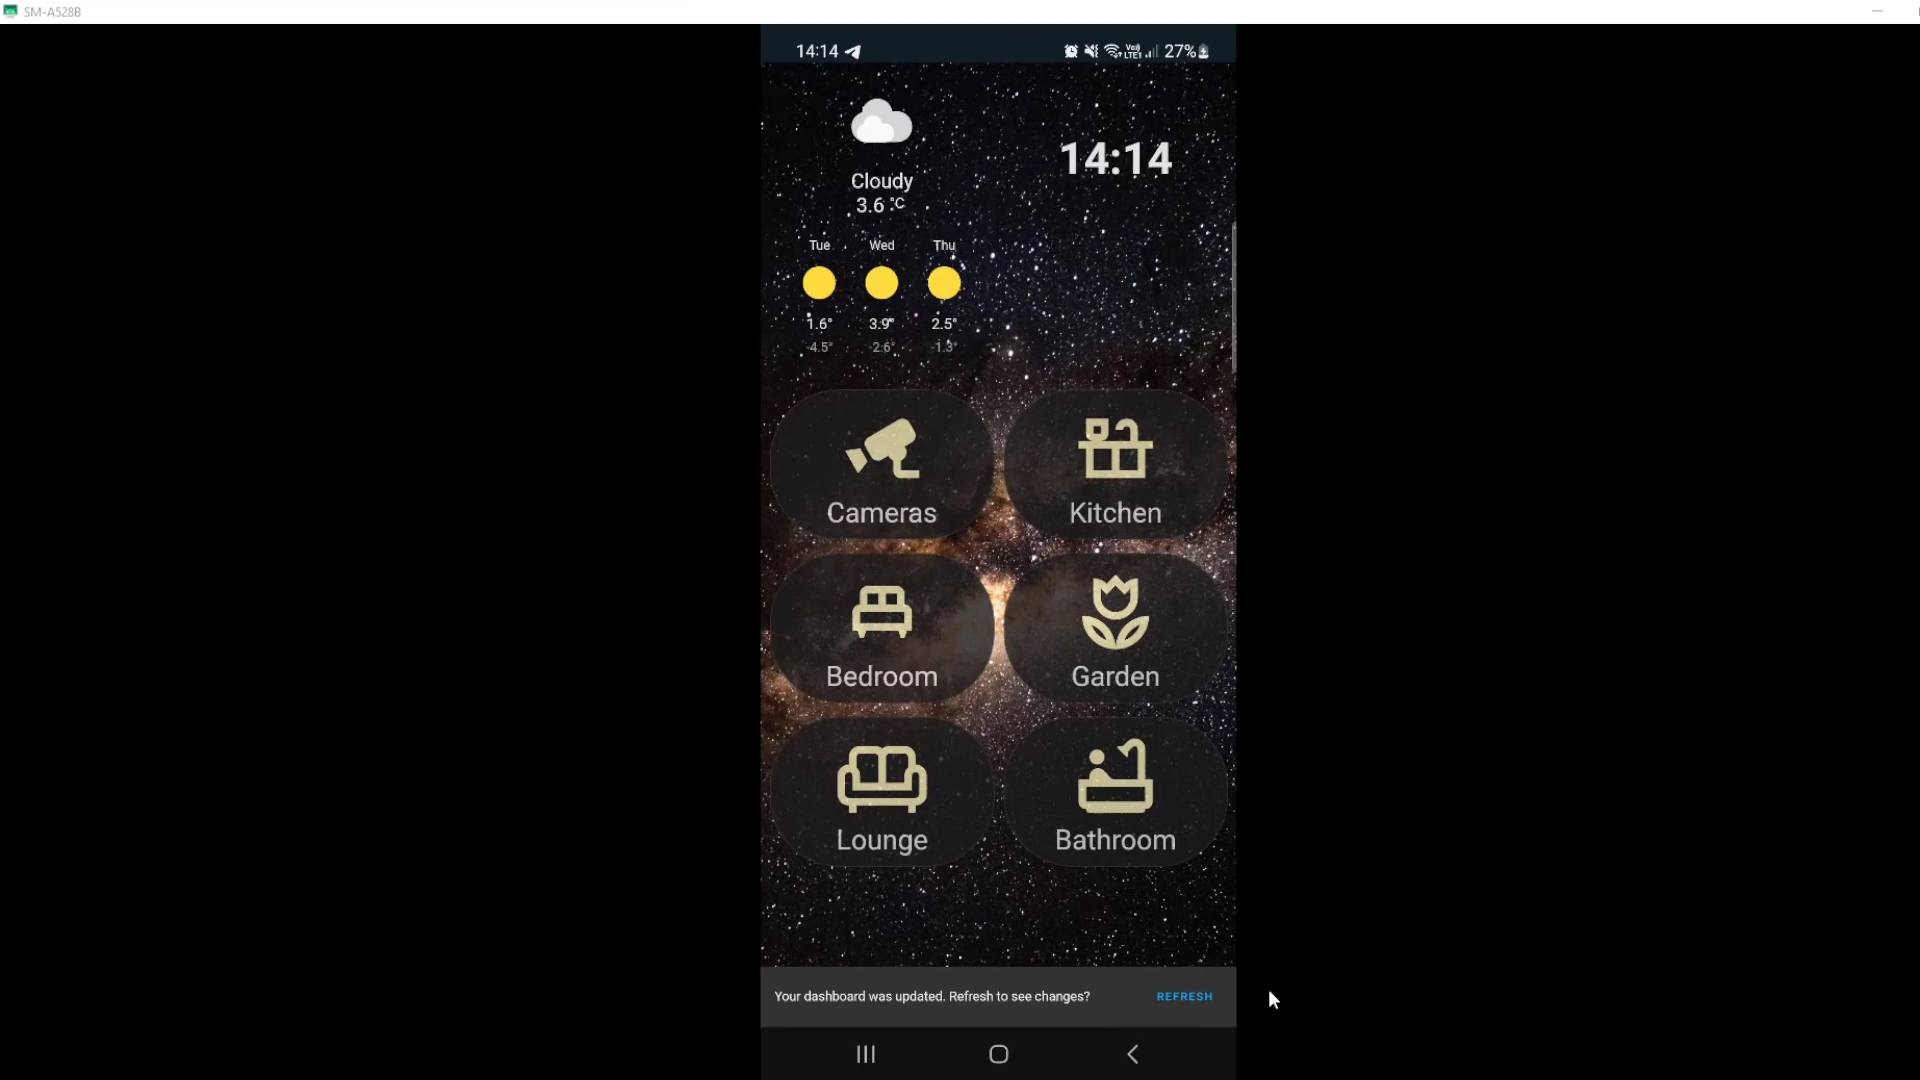 SM-A528B
14:14
Vo)) LTE1
27%
Cloudy
3.6 °C
14:14
Tue Wed Thu
1.6° 3.9° 2.5°
-4.5° -2.6° -1.3°
Cameras
Kitchen
Bedroom
Garden
Lounge
Bathroom
Your dashboard was updated. Refresh to see changes?
REFRESH